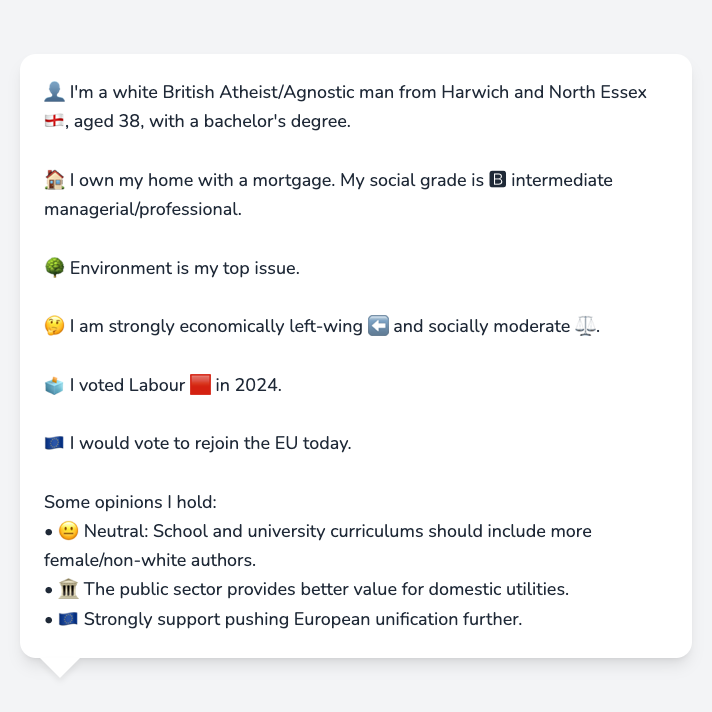 👤 I'm a white British Atheist/Agnostic man from Harwich and North Essex
🏴󠁧󠁢󠁥󠁮󠁧󠁿, aged 38, with a bachelor's degree.
🏠 I own my home with a mortgage. My social grade is 🅱 intermediate
managerial/professional.
🌳 Environment is my top issue.
🤔 I am strongly economically left-wing ⬅️ and socially moderate ⚖️.
🗳️ I voted Labour 🟥 in 2024.
🇪🇺 I would vote to rejoin the EU today.
Some opinions I hold:
• 😐 Neutral: School and university curriculums should include more
female/non-white authors.
• 🏛️ The public sector provides better value for domestic utilities.
• 🇪🇺 Strongly support pushing European unification further.